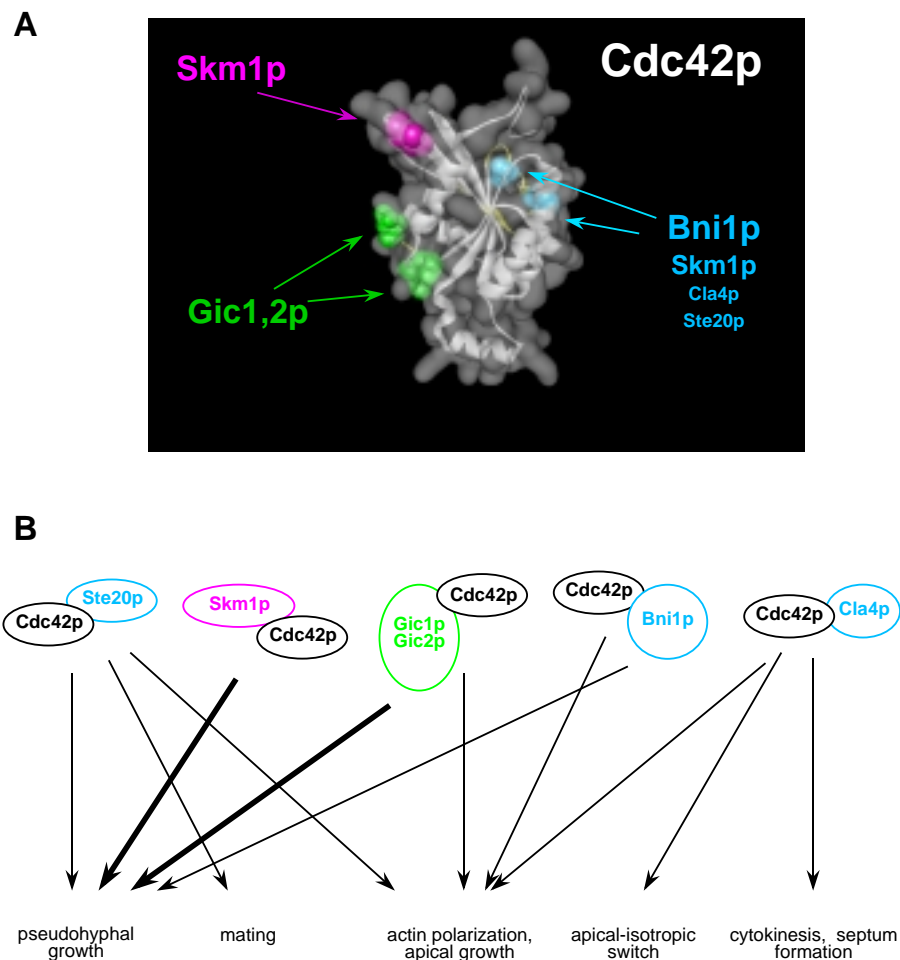 A
Skm1p
Cdc42p
Bni1p
Skm1p
Cla4p
Ste20p
Gic1,2p
B
Ste20p
Cdc42p
Skm1p
Cdc42p
Cdc42p
Gic1p
Gic2p
Cdc42p
Bni1p
Cdc42p
Cla4p
pseudohyphal
growth
mating
actin polarization,
apical growth
apical-isotropic
switch
cytokinesis, septum
formation